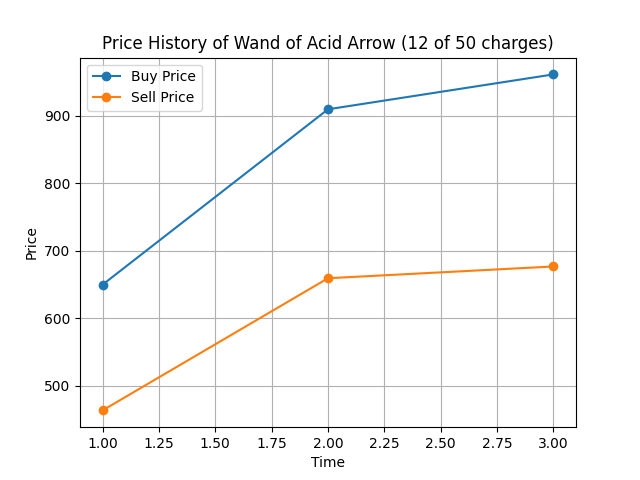 Price History of Wand of Acid Arrow (12 of 50 charges)
Buy Price
Sell Price
Price
900
800
700
600
500
1.00 1.25 1.50 1.75 2.00 2.25 2.50 2.75 3.00
Time